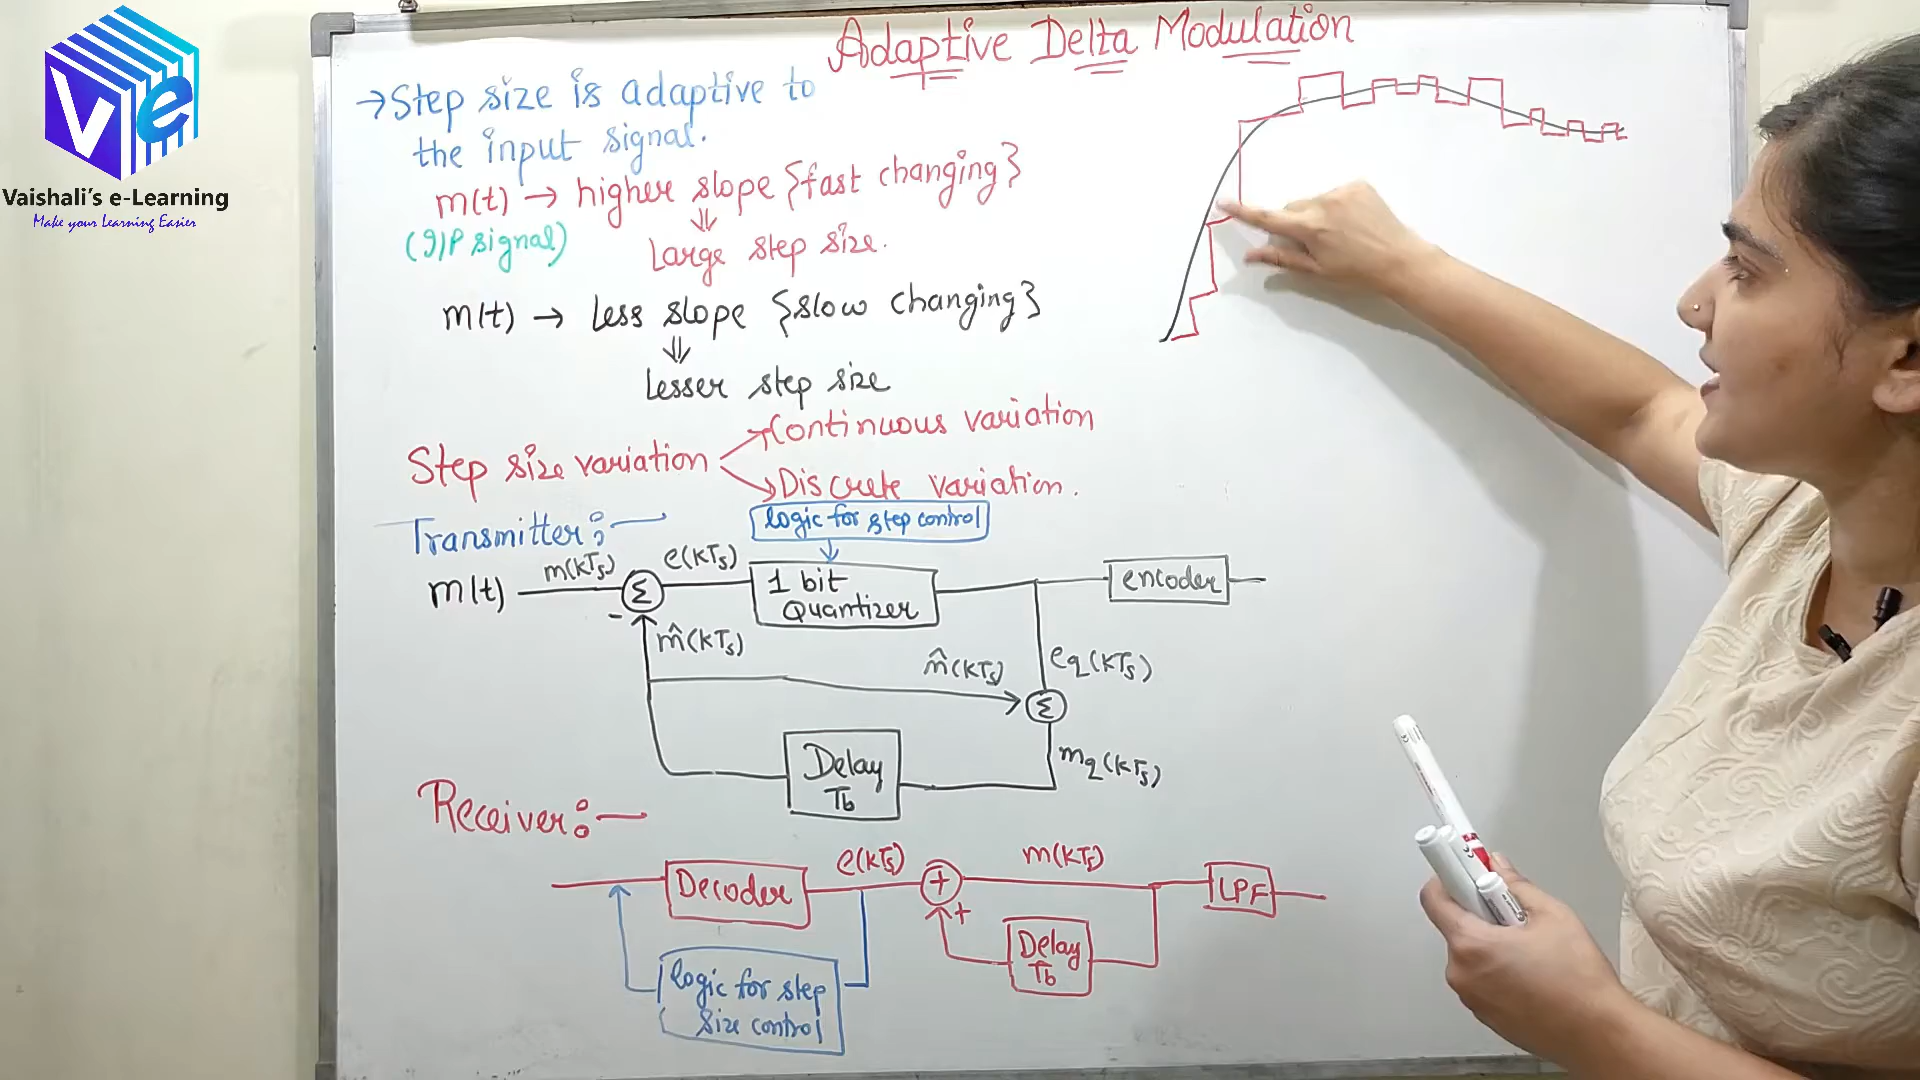 Ve
Vaishali's e-Learning
Make your Learning Easier
Adaptive Delta Modulation
→ Step size is adaptive to
the input signal.
m(t) → higher slope {fast changing}
(I/P signal)
⇓
Large step size.
m(t) → Less slope {slow changing}
⇓
Lesser step size
Step size variation
Continuous variation
Discrete variation.
Transmitter:-
logic for step control
m(t)
m(kTs)
Σ
e(kTs)
1 bit
Quantizer
encoder
-
m̂(kTs)
m̂(kTs)
eq(kTs)
Σ
Delay
Tb
mq(kTs)
Receiver:-
Decoder
e(kTs)
+
m(kTs)
LPF
+
Delay
Tb
logic for step
size control